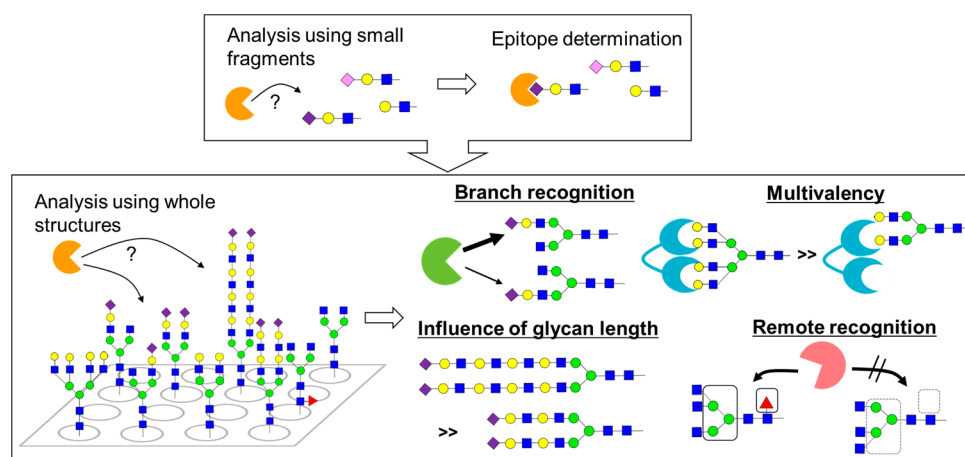 Analysis using small
fragments
?
Epitope determination
Analysis using whole
structures
?
Branch recognition
Multivalency
>>
Influence of glycan length
>>
Remote recognition